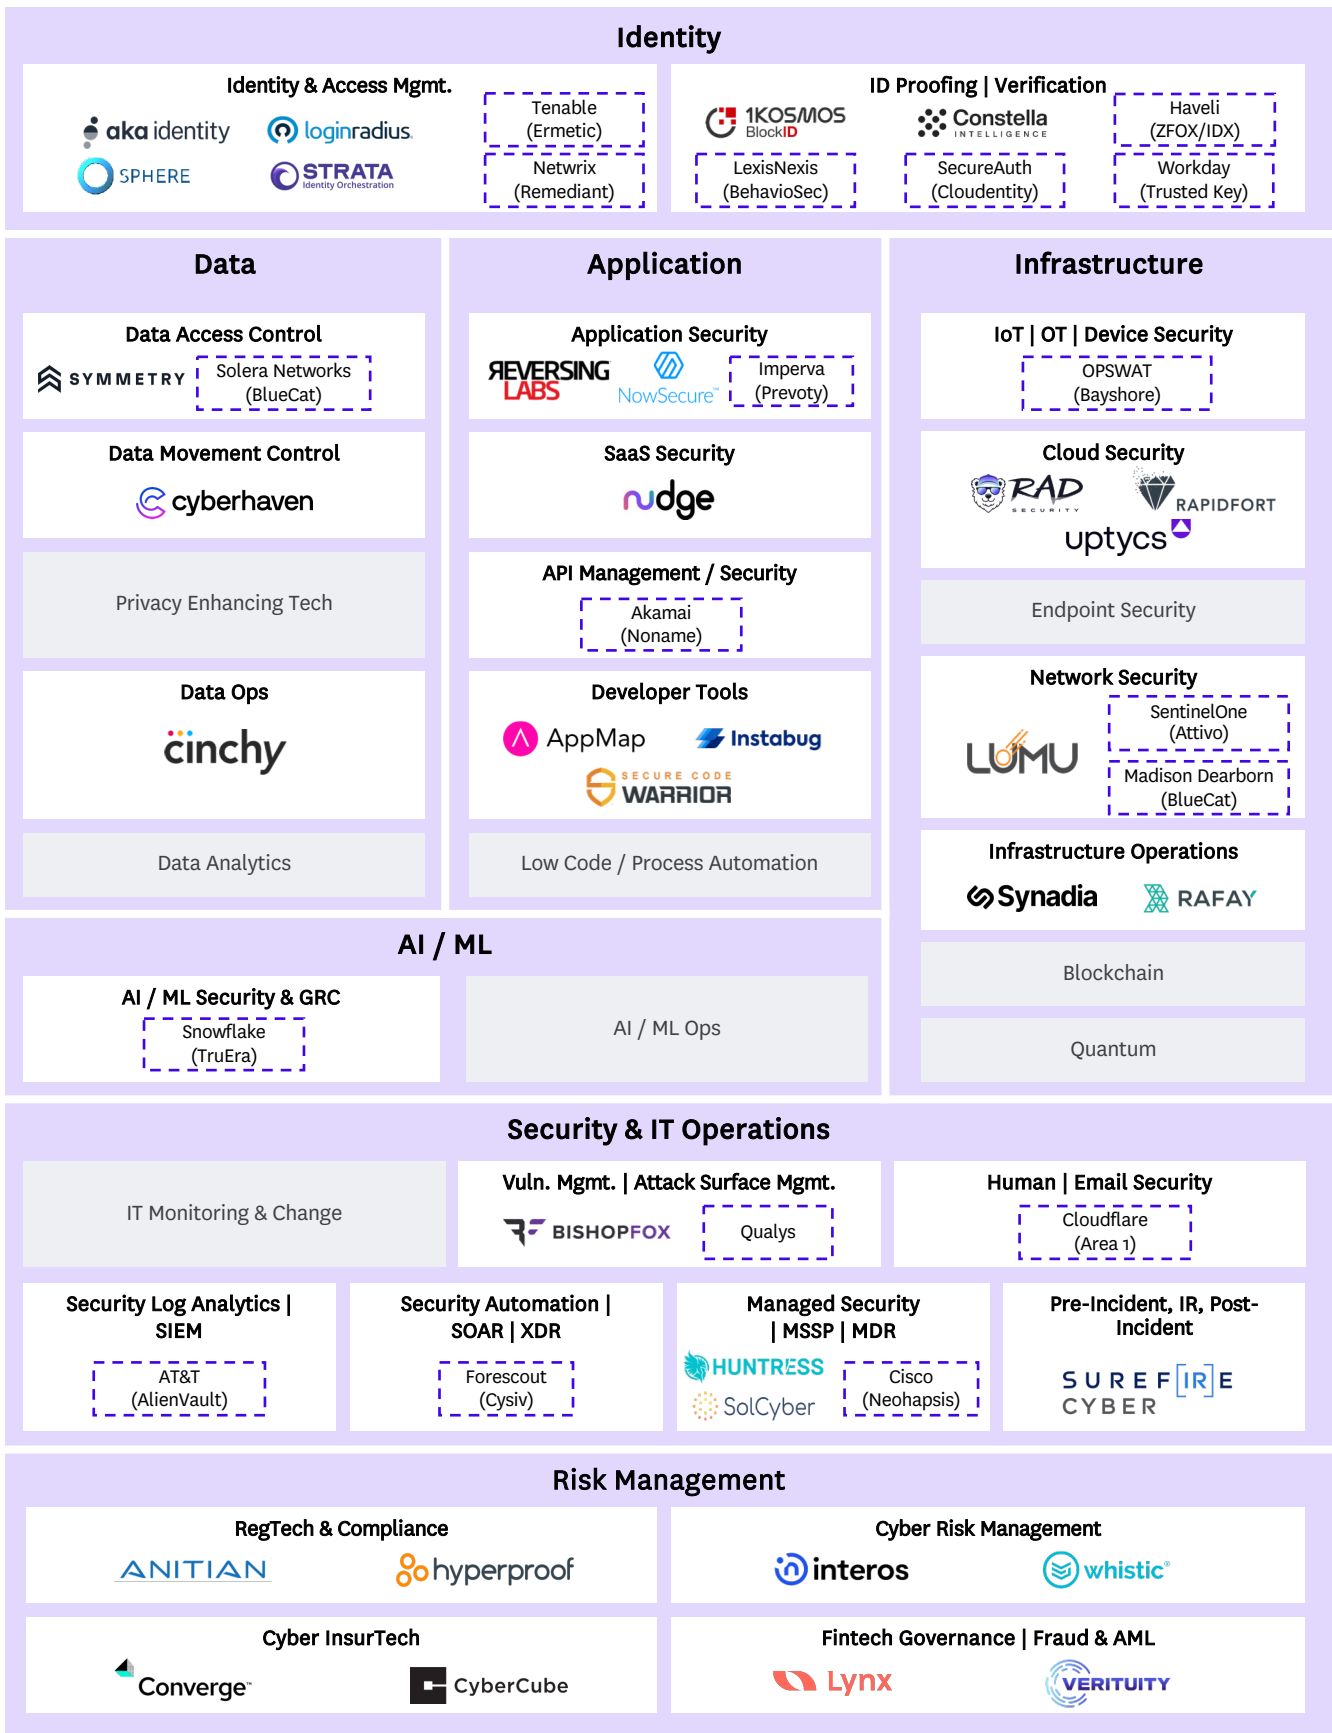 Identity
Identity & Access Mgmt.
aka identity
loginradius.
SPHERE
STRATA
Identity Orchestration
Tenable
(Ermetic)
Netwrix
(Remediant)
ID Proofing | Verification
1KOSMOS
BlockID
Constella
INTELLIGENCE
Haveli
(ZFOX/IDX)
LexisNexis
(BehavioSec)
SecureAuth
(Cloudentity)
Workday
(Trusted Key)
Data
Data Access Control
SYMMETRY
Solera Networks
(BlueCat)
Data Movement Control
cyberhaven
Privacy Enhancing Tech
Data Ops
cinchy
Data Analytics
Application
Application Security
REVERSING
LABS
NowSecure™
Imperva
(Prevoty)
SaaS Security
nudge
API Management / Security
Akamai
(Noname)
Developer Tools
AppMap
Instabug
SECURE CODE
WARRIOR
Low Code / Process Automation
Infrastructure
IoT | OT | Device Security
OPSWAT
(Bayshore)
Cloud Security
RAD
SECURITY
RAPIDFORT
uptycs
Endpoint Security
Network Security
LUMU
SentinelOne
(Attivo)
Madison Dearborn
(BlueCat)
Infrastructure Operations
Synadia
RAFAY
Blockchain
Quantum
AI / ML
AI / ML Security & GRC
Snowflake
(TruEra)
AI / ML Ops
Security & IT Operations
IT Monitoring & Change
Vuln. Mgmt. | Attack Surface Mgmt.
BISHOPFOX
Qualys
Human | Email Security
Cloudflare
(Area 1)
Security Log Analytics |
SIEM
AT&T
(AlienVault)
Security Automation |
SOAR | XDR
Forescout
(Cysiv)
Managed Security
| MSSP | MDR
HUNTRESS
SolCyber
Cisco
(Neohapsis)
Pre-Incident, IR, Post-
Incident
SUREF[IR]E
CYBER
Risk Management
RegTech & Compliance
ANITIAN
hyperproof
Cyber Risk Management
interos
whistic®
Cyber InsurTech
Converge™
CyberCube
Fintech Governance | Fraud & AML
Lynx
VERITUITY